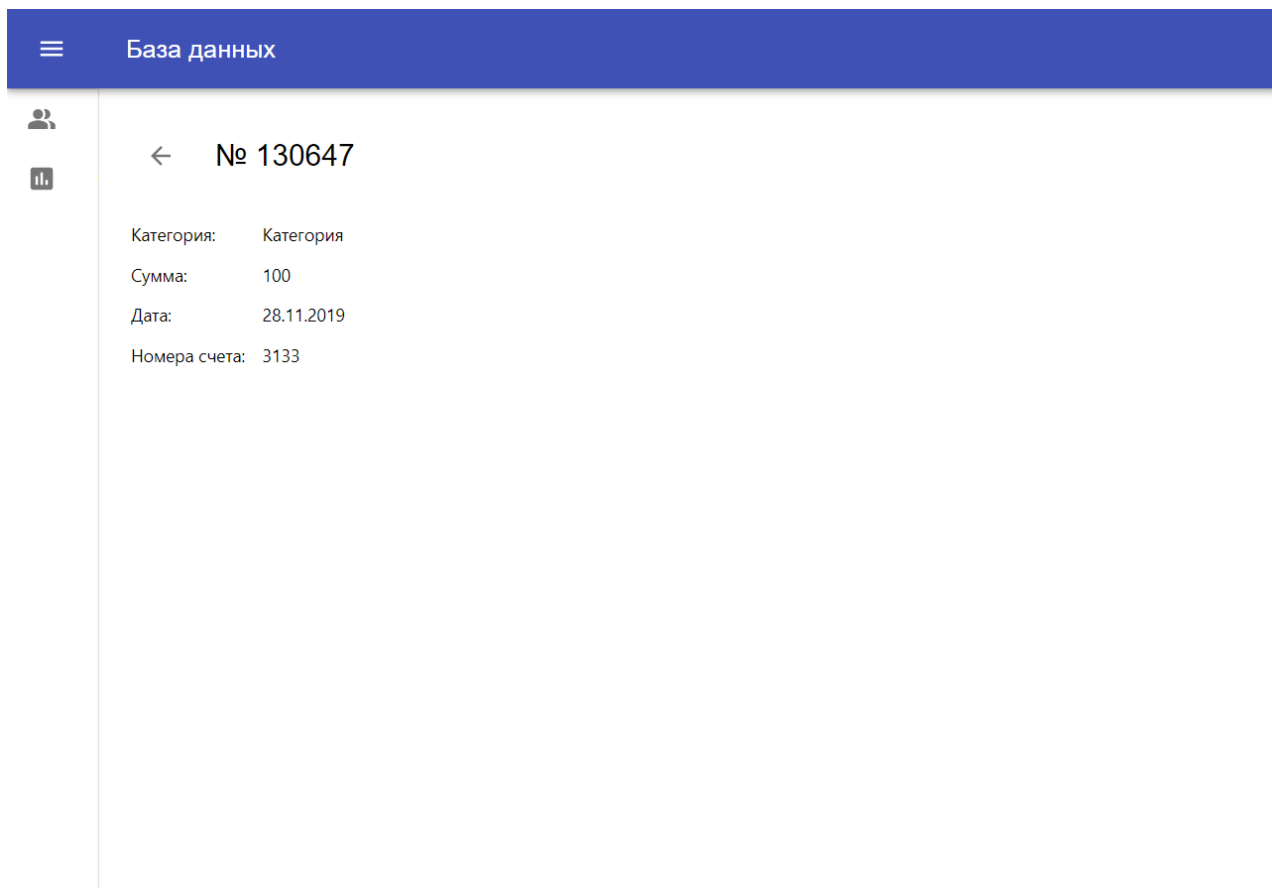 База данных
№ 130647
Категория: Категория
Сумма: 100
Дата: 28.11.2019
Номера счета: 3133